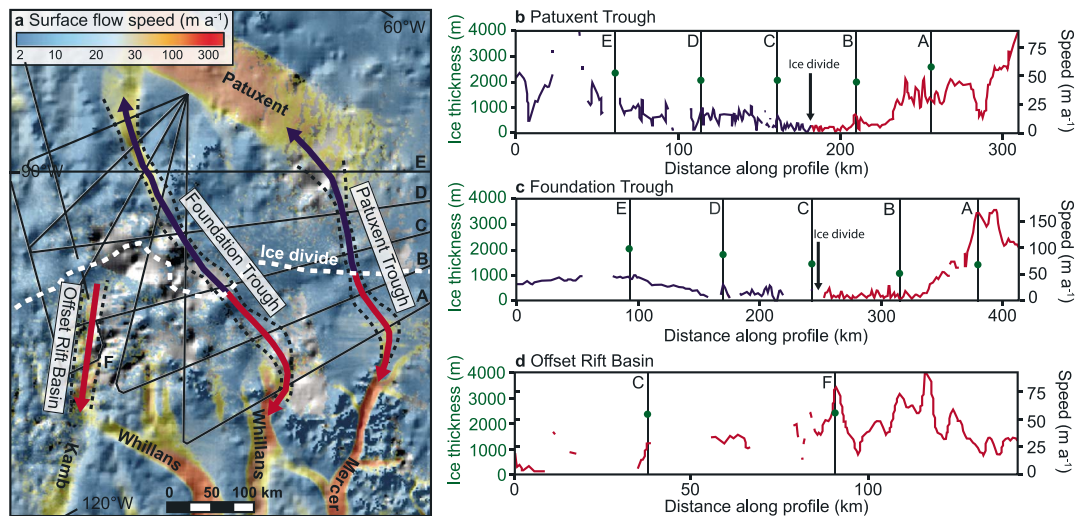 a Surface flow speed (m a⁻¹)
2 10 20 30 100 300
60°W
Patuxent
90°W
E
D
C
B
A
Foundation Trough
Patuxent Trough
Ice divide
Offset Rift Basin
F
Kamb
Whillans
Whillans
Mercer
120°W
0 50 100 km
b Patuxent Trough
Ice thickness (m)
4000
3000
2000
1000
0
E D C B A
Ice divide
Speed (m a⁻¹)
75
50
25
0
0 100 200 300
Distance along profile (km)
c Foundation Trough
Ice thickness (m)
4000
3000
2000
1000
0
E D C B A
Ice divide
Speed (m a⁻¹)
150
100
50
0
0 100 200 300 400
Distance along profile (km)
d Offset Rift Basin
Ice thickness (m)
4000
3000
2000
1000
0
C F
Speed (m a⁻¹)
75
50
25
0
0 50 100
Distance along profile (km)